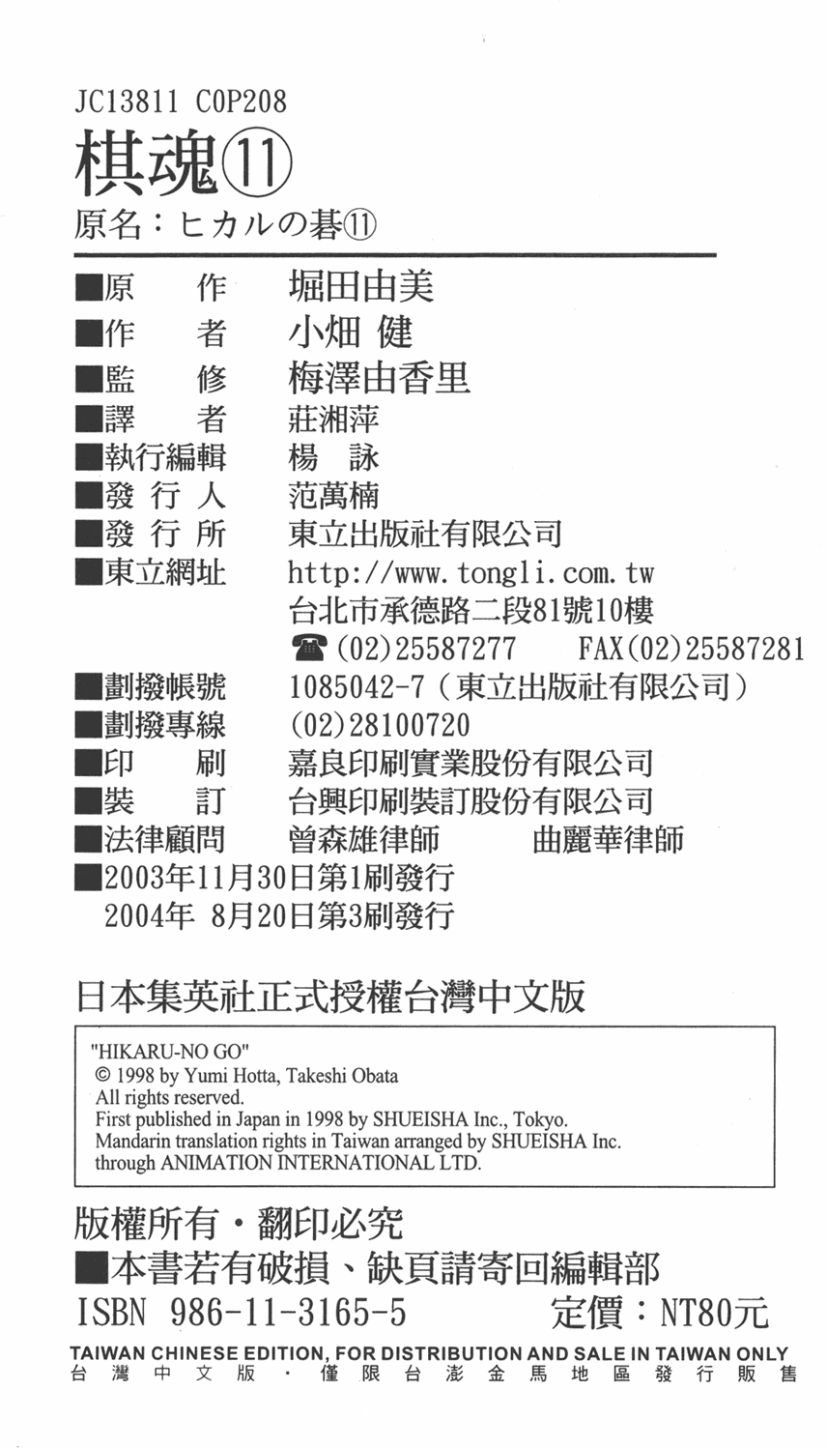 JC13811 C0P208
棋魂⑪
原名：ヒカルの碁⑪
■原　作　堀田由美
■作　者　小畑 健
■監　修　梅澤由香里
■譯　者　莊湘萍
■執行編輯　楊　詠
■發 行 人　范萬楠
■發 行 所　東立出版社有限公司
■東立網址　http://www.tongli.com.tw
台北市承德路二段81號10樓
☎(02)25587277　FAX(02)25587281
■劃撥帳號　1085042-7（東立出版社有限公司）
■劃撥專線　(02)28100720
■印　刷　嘉良印刷實業股份有限公司
■裝　訂　台興印刷裝訂股份有限公司
■法律顧問　曾森雄律師　曲麗華律師
■2003年11月30日第1刷發行
2004年 8月20日第3刷發行
日本集英社正式授權台灣中文版
"HIKARU-NO GO"
© 1998 by Yumi Hotta, Takeshi Obata
All rights reserved.
First published in Japan in 1998 by SHUEISHA Inc., Tokyo.
Mandarin translation rights in Taiwan arranged by SHUEISHA Inc.
through ANIMATION INTERNATIONAL LTD.
版權所有・翻印必究
■本書若有破損、缺頁請寄回編輯部
ISBN 986-11-3165-5　定價：NT80元
TAIWAN CHINESE EDITION, FOR DISTRIBUTION AND SALE IN TAIWAN ONLY
台灣中文版・僅限台澎金馬地區發行販售